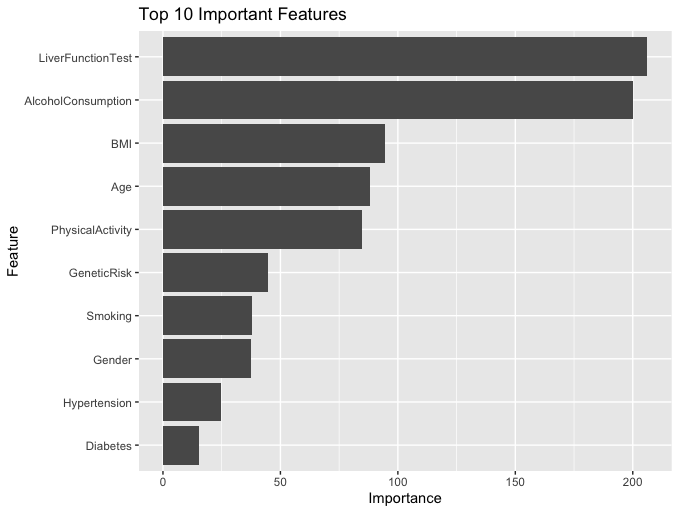 Top 10 Important Features
Feature
LiverFunctionTest
AlcoholConsumption
BMI
Age
PhysicalActivity
GeneticRisk
Smoking
Gender
Hypertension
Diabetes
0 50 100 150 200
Importance